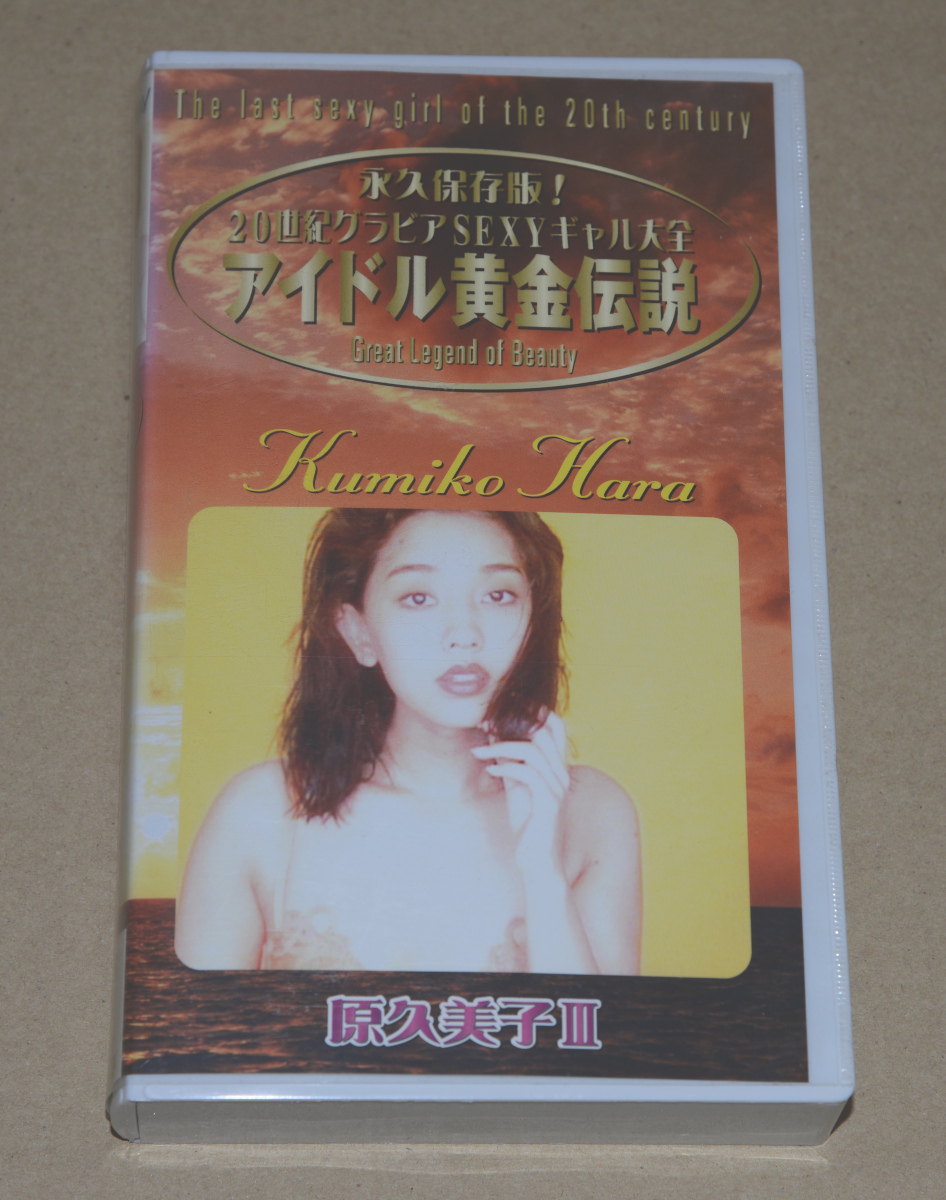 The last sexy girl of the 20th century
永久保存版！
20世紀グラビアSEXYギャル大全
アイドル黄金伝説
Great Legend of Beauty
Kumiko Hara
原久美子III